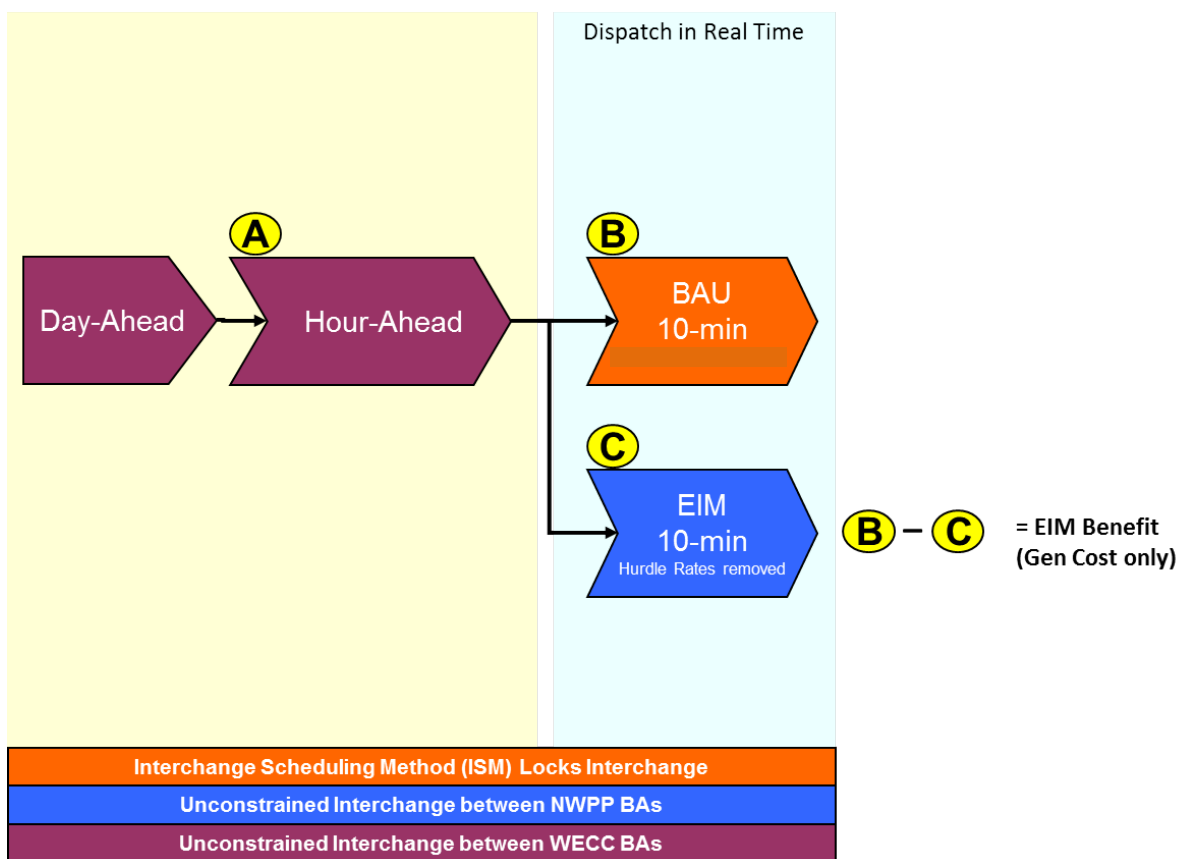 Dispatch in Real Time
A
B
Day-Ahead
Hour-Ahead
BAU
10-min
C
EIM
10-min
Hurdle Rates removed
B – C = EIM Benefit
(Gen Cost only)
Interchange Scheduling Method (ISM) Locks Interchange
Unconstrained Interchange between NWPP BAs
Unconstrained Interchange between WECC BAs